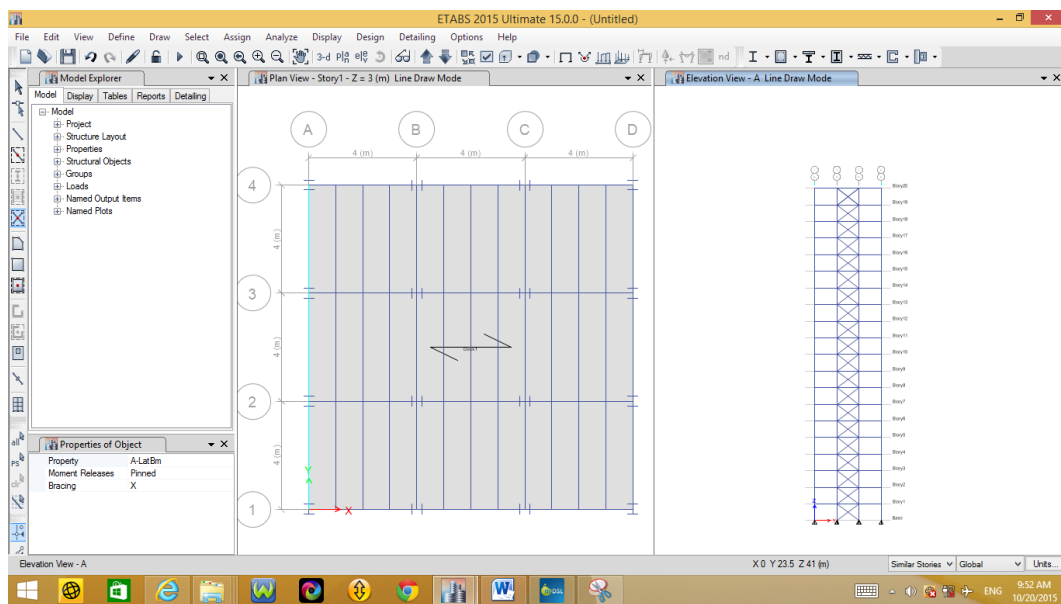 ETABS 2015 Ultimate 15.0.0 - (Untitled)
File Edit View Define Draw Select Assign Analyze Display Design Detailing Options Help
3-d pla ele nd
Model Explorer
Model Display Tables Reports Detailing
Model
Project
Structure Layout
Properties
Structural Objects
Groups
Loads
Named Output Items
Named Plots
all
PS
clr
Properties of Object
Property A-LatBm
Moment Releases Pinned
Bracing X
Plan View - Story1 - Z = 3 (m) Line Draw Mode
A B C D
4 (m) 4 (m) 4 (m)
4
4 (m)
3
4 (m)
2
4 (m)
1
Y
X
Elevation View - A Line Draw Mode
Story20
Story19
Story18
Story17
Story16
Story15
Story14
Story13
Story12
Story11
Story10
Story9
Story8
Story7
Story6
Story5
Story4
Story3
Story2
Story1
Base
Z
Elevation View - A
X 0 Y 23.5 Z 41 (m)
Similar Stories Global Units...
ENG
9:52 AM
10/20/2015